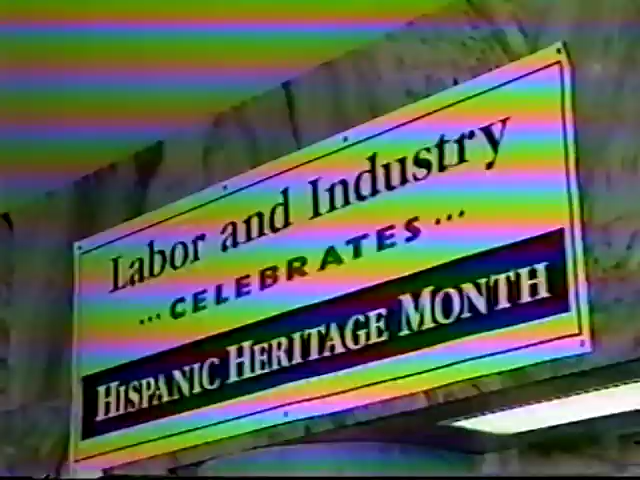 Labor and Industry
...CELEBRATES...
HISPANIC HERITAGE MONTH